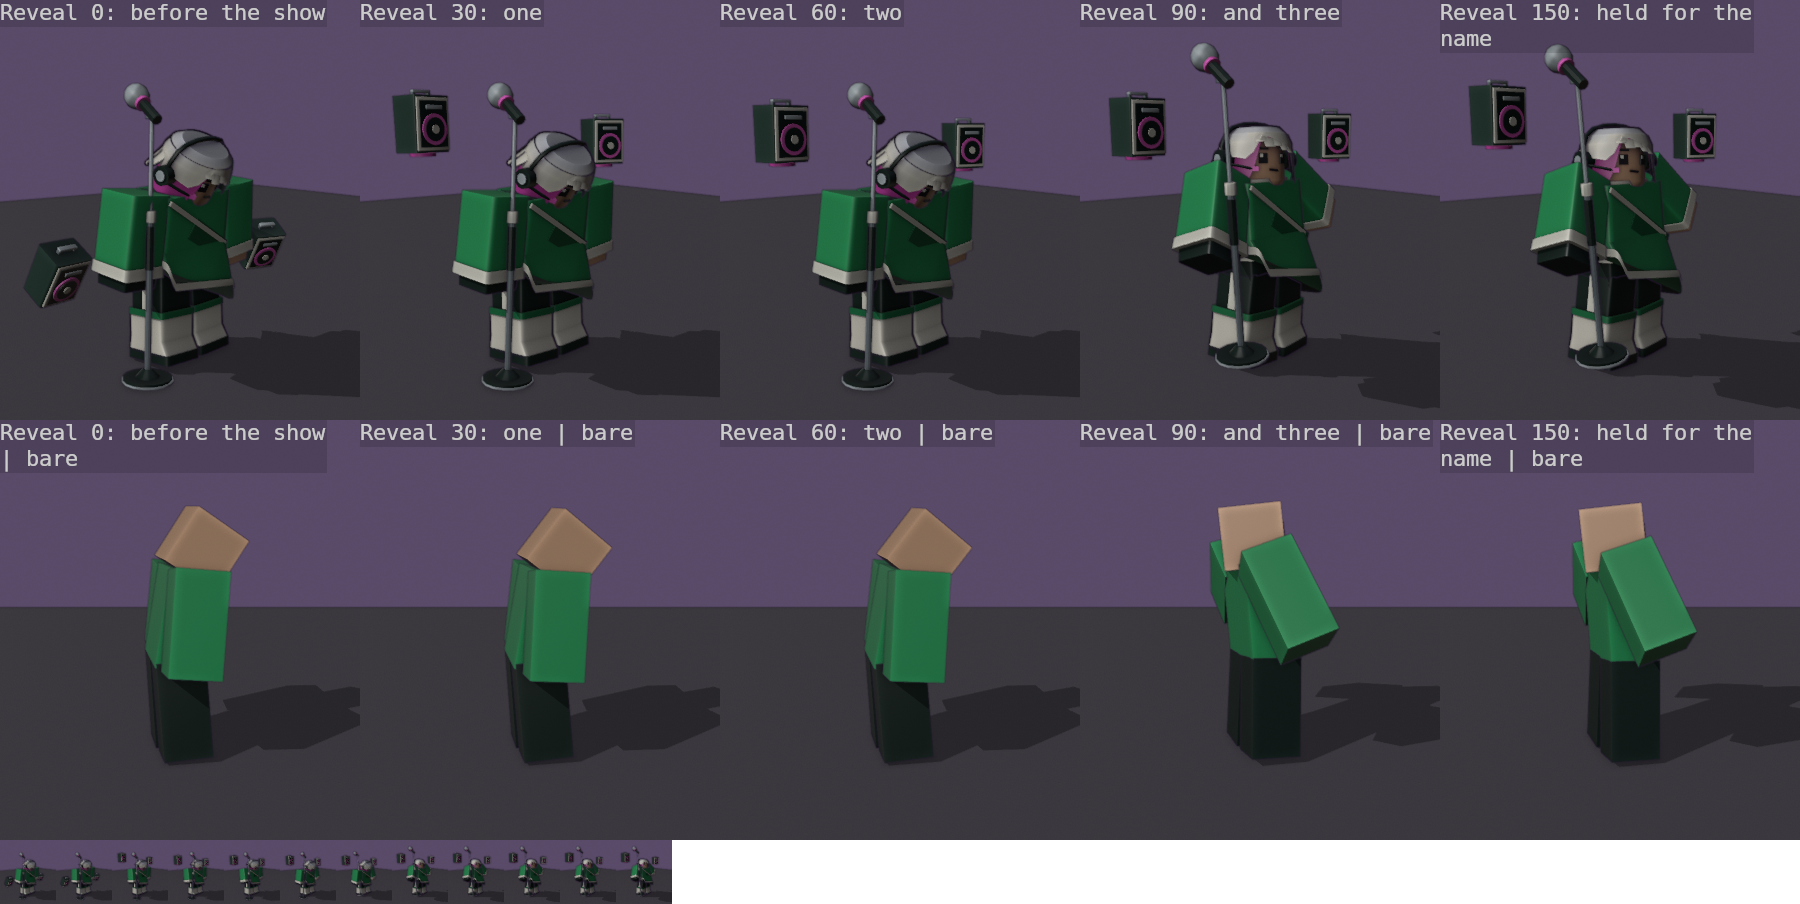 Reveal 0: before the show
Reveal 30: one
Reveal 60: two
Reveal 90: and three
Reveal 150: held for the
name
Reveal 0: before the show
| bare
Reveal 30: one | bare
Reveal 60: two | bare
Reveal 90: and three | bare
Reveal 150: held for the
name | bare